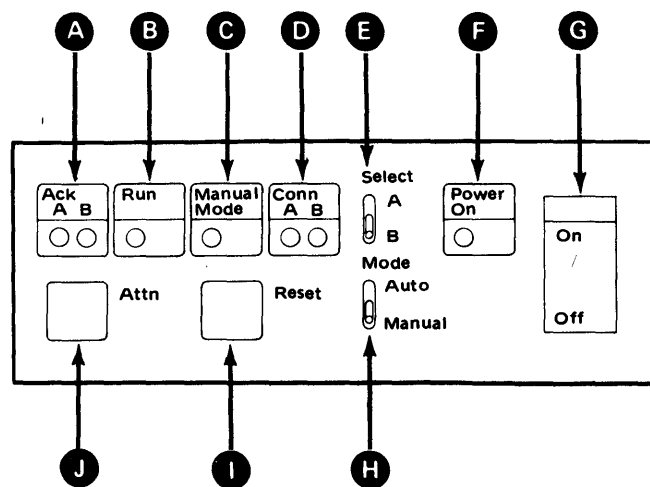 A B C D E F G
Select
Ack Run Manual Conn A Power
A B Mode A B On
B On
Mode
Attn Reset Auto
Manual Off
J I H